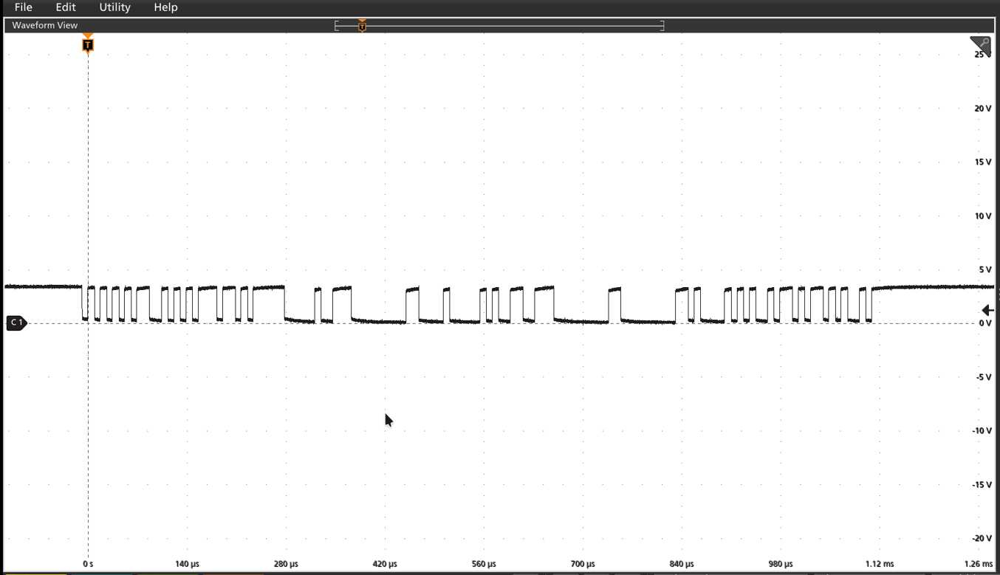 File Edit Utility Help
Waveform View
T
T
25 V
20 V
15 V
10 V
5 V
C 1
0 V
-5 V
-10 V
-15 V
-20 V
0 s 140 µs 280 µs 420 µs 560 µs 700 µs 840 µs 980 µs 1.12 ms 1.26 ms